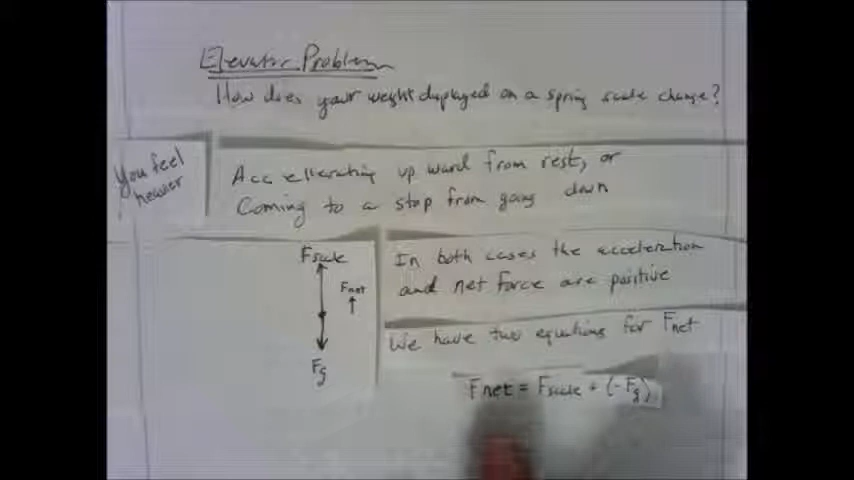 Elevator Problem
How does your weight displayed on a spring scale change?
You feel
heavier
Accellerating upward from rest, or
Coming to a stop from going down
Fscale
Fnet
Fg
In both cases the acceleration
and net force are positive
We have two equations for Fnet
Fnet = Fscale + (-Fg)